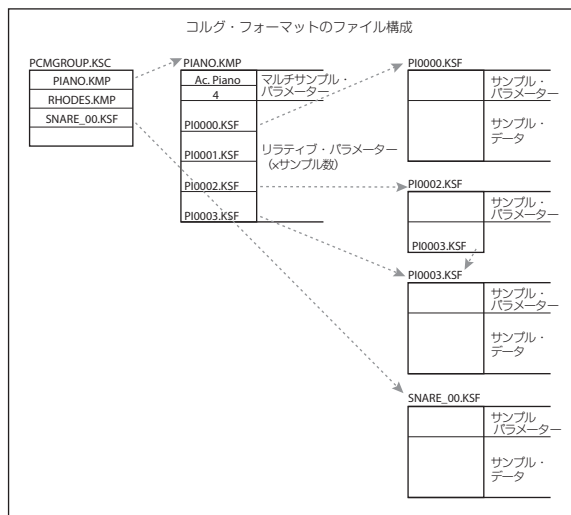 コルグ・フォーマットのファイル構成
PCMGROUP.KSC
PIANO.KMP
RHODES.KMP
SNARE_00.KSF
PIANO.KMP
Ac. Piano
4
マルチサンプル・
パラメーター
PI0000.KSF
PI0001.KSF
PI0002.KSF
PI0003.KSF
リラティブ・パラメーター
(×サンプル数)
PI0000.KSF
サンプル・
パラメーター
サンプル・
データ
PI0002.KSF
サンプル・
パラメーター
PI0003.KSF
PI0003.KSF
サンプル・
パラメーター
サンプル・
データ
SNARE_00.KSF
サンプル
パラメーター
サンプル・
データ